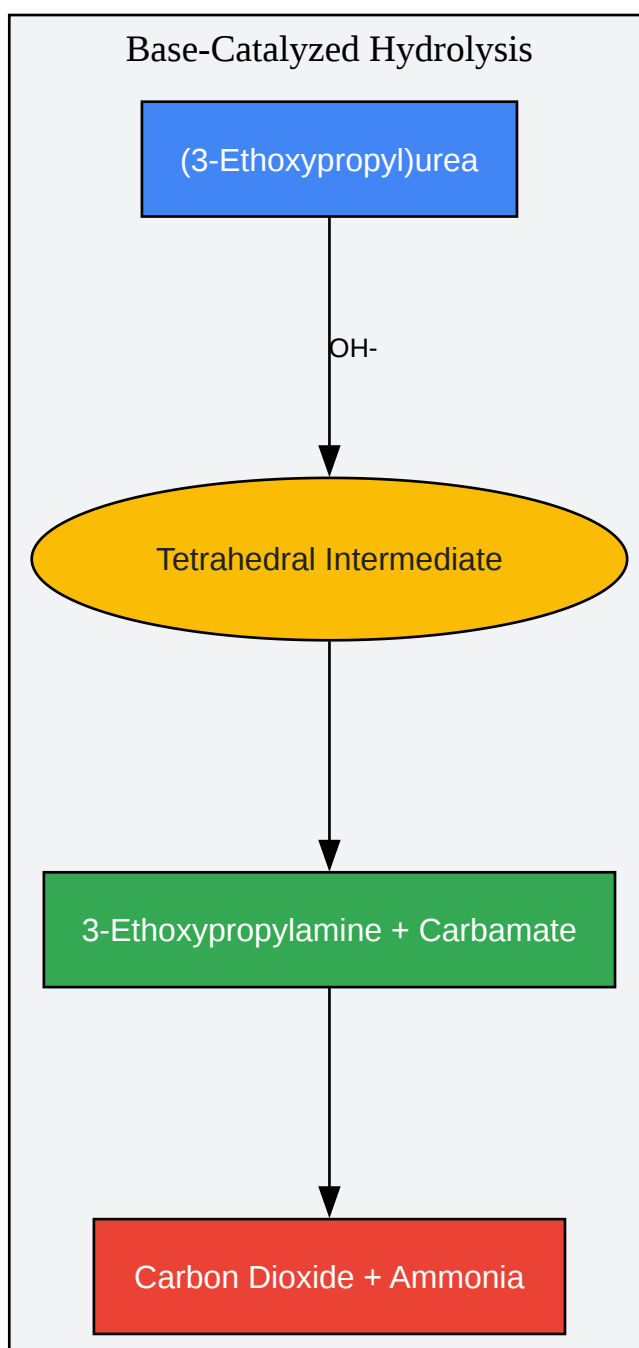 Base-Catalyzed Hydrolysis
(3-Ethoxypropyl)urea
OH-
Tetrahedral Intermediate
3-Ethoxypropylamine + Carbamate
Carbon Dioxide + Ammonia